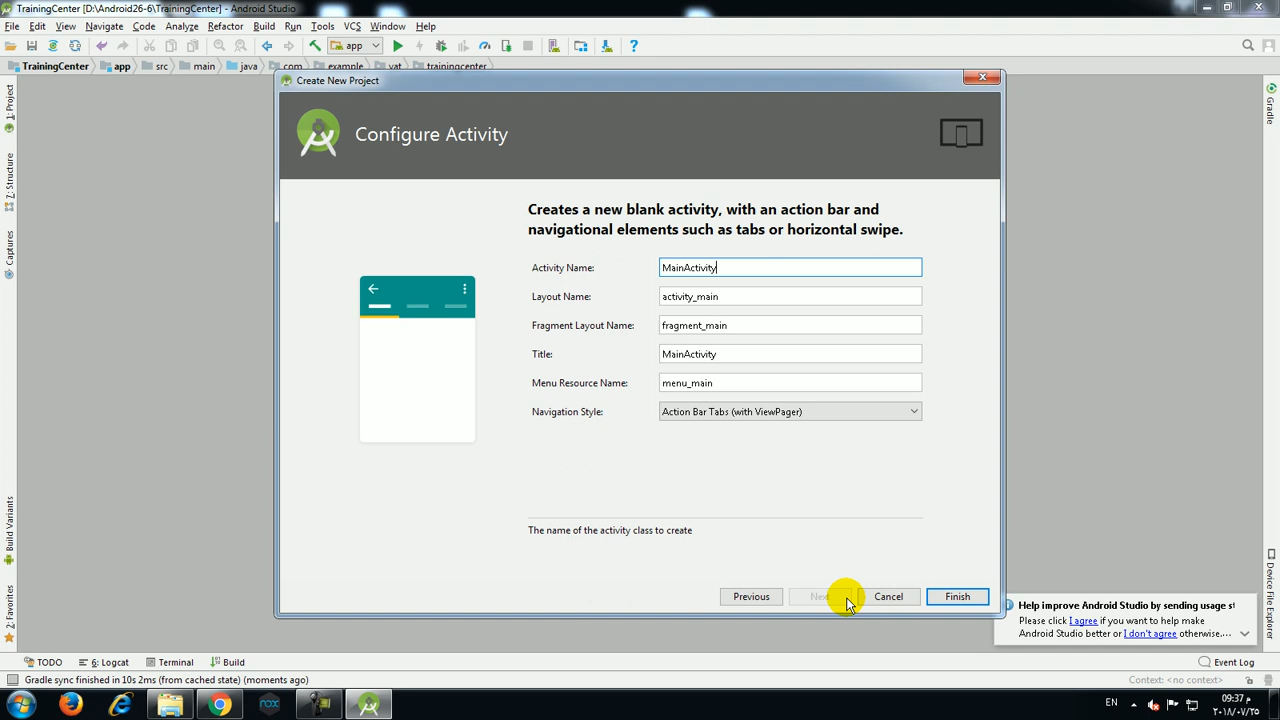 TrainingCenter [D:\Android26-6\TrainingCenter] - Android Studio
File Edit View Navigate Code Analyze Refactor Build Run Tools VCS Window Help
app
TrainingCenter app src main java com example vat trainingcenter
Create New Project
Configure Activity
Creates a new blank activity, with an action bar and
navigational elements such as tabs or horizontal swipe.
Activity Name: MainActivity
Layout Name: activity_main
Fragment Layout Name: fragment_main
Title: MainActivity
Menu Resource Name: menu_main
Navigation Style: Action Bar Tabs (with ViewPager)
The name of the activity class to create
Previous Next Cancel Finish
1: Project
7: Structure
Captures
Build Variants
2: Favorites
Gradle
Device File Explorer
Help improve Android Studio by sending usage st
Please click I agree if you want to help make
Android Studio better or I don't agree otherwise....
TODO 6: Logcat Terminal Build Event Log
Gradle sync finished in 10s 2ms (from cached state) (moments ago) Context: <no context>
nox
EN 09:37 م
٢٠١٨/٠٧/٢٥